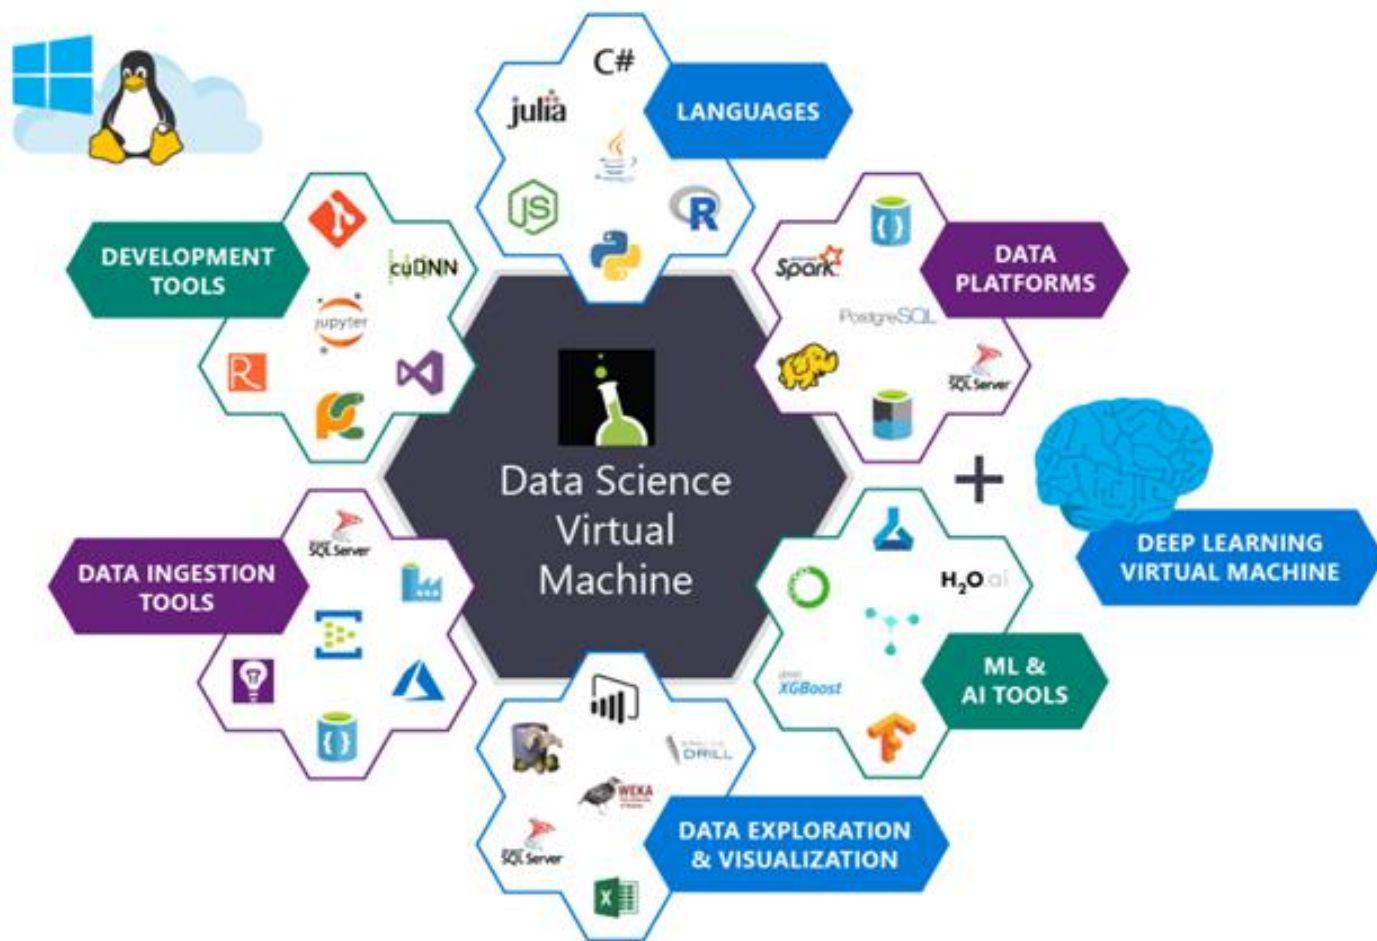 C#
julia
LANGUAGES
JS
R
DEVELOPMENT
TOOLS
cuDNN
jupyter
R
PC
DATA
PLATFORMS
Spark
PostgreSQL
SQL Server
Data Science
Virtual
Machine
+
DEEP LEARNING
VIRTUAL MACHINE
DATA INGESTION
TOOLS
SQL Server
H2O.ai
XGBoost
ML &
AI TOOLS
DRILL
WEKA
SQL Server
X
DATA EXPLORATION
& VISUALIZATION